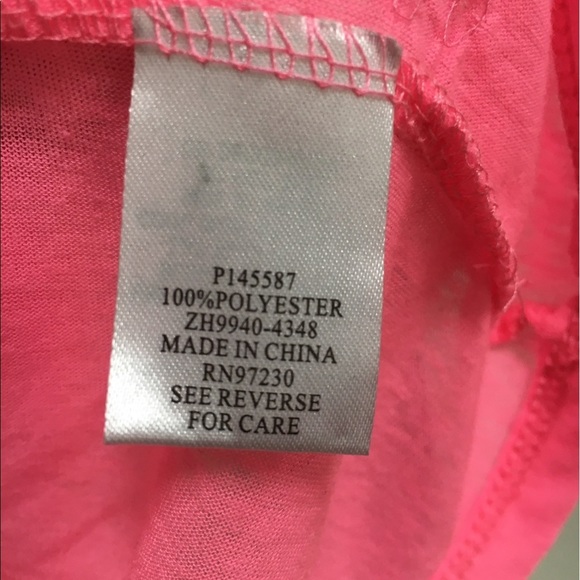 P145587
100%POLYESTER
ZH9940-4348
MADE IN CHINA
RN97230
SEE REVERSE
FOR CARE